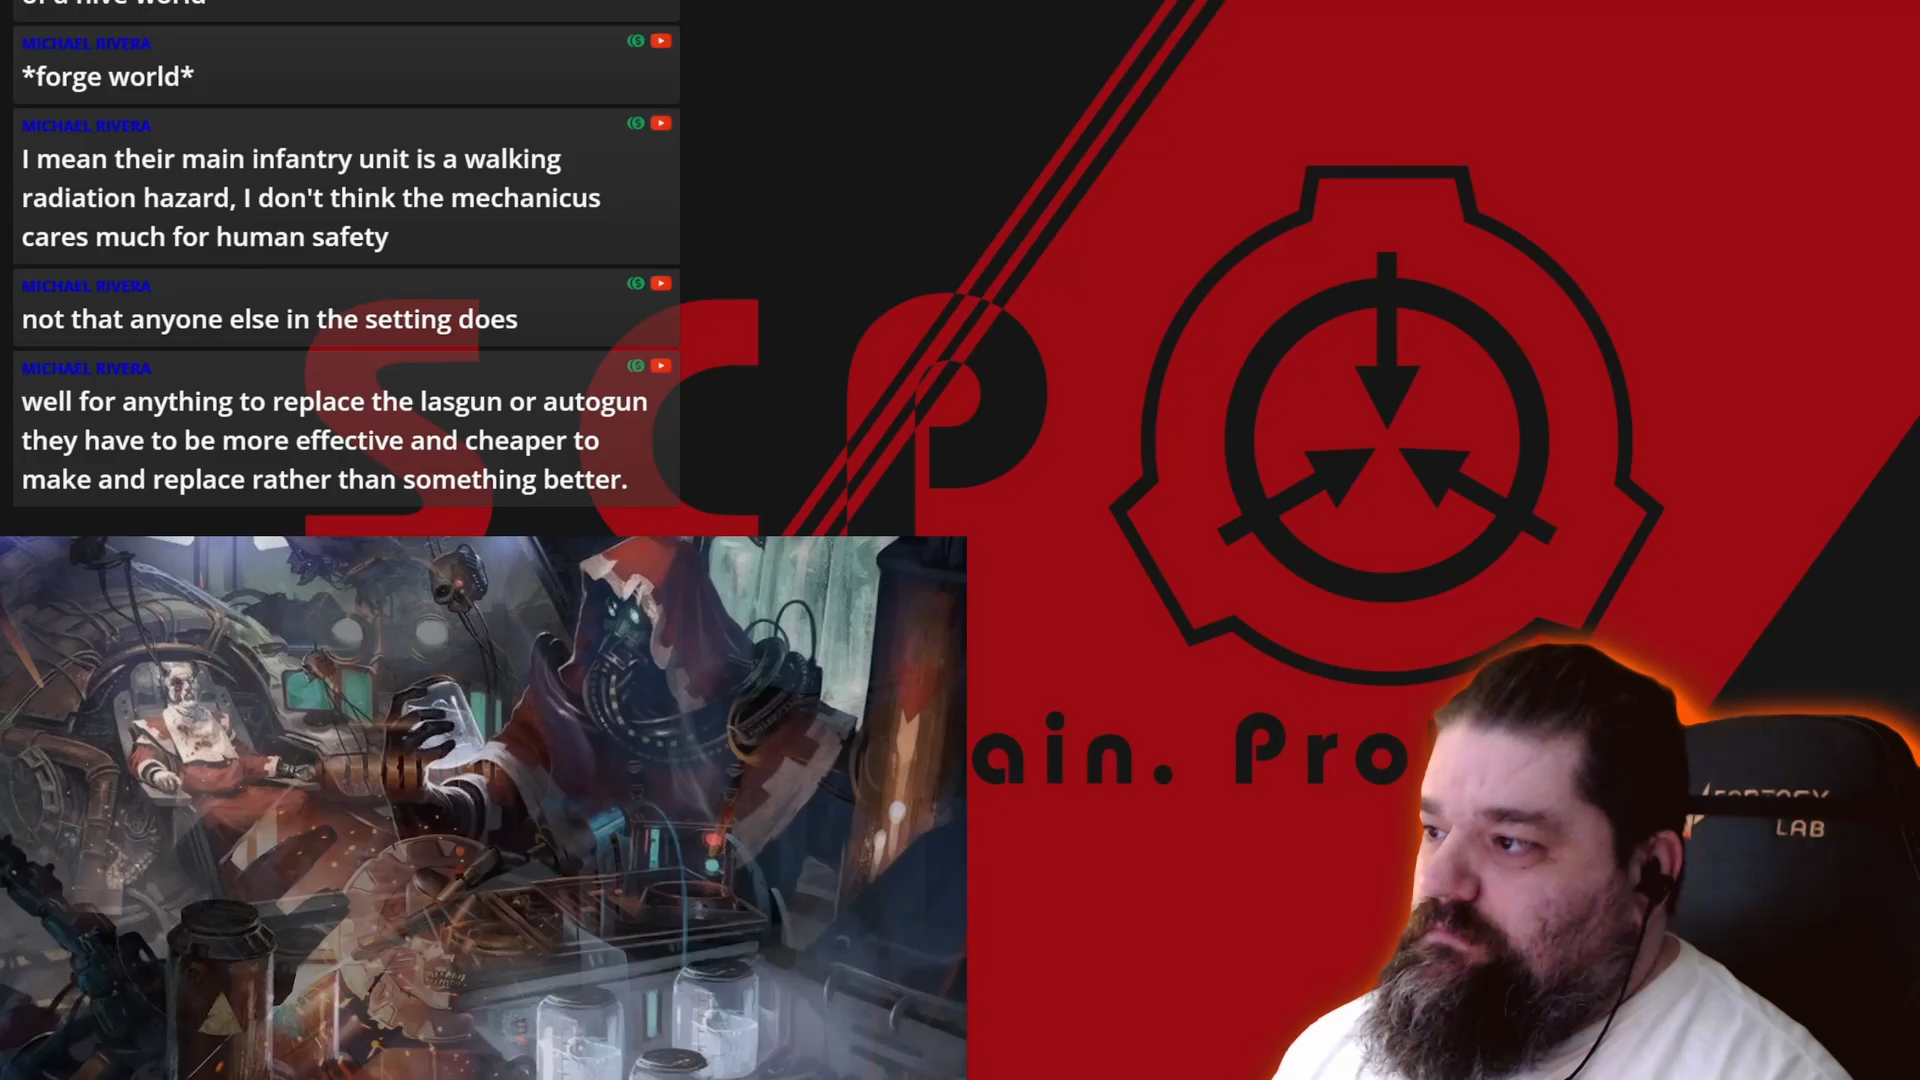 MICHAEL RIVERA
*forge world*
MICHAEL RIVERA
I mean their main infantry unit is a walking
radiation hazard, I don't think the mechanicus
cares much for human safety
MICHAEL RIVERA
not that anyone else in the setting does
MICHAEL RIVERA
well for anything to replace the lasgun or autogun
they have to be more effective and cheaper to
make and replace rather than something better.
SCP
ain. Pro
LAB